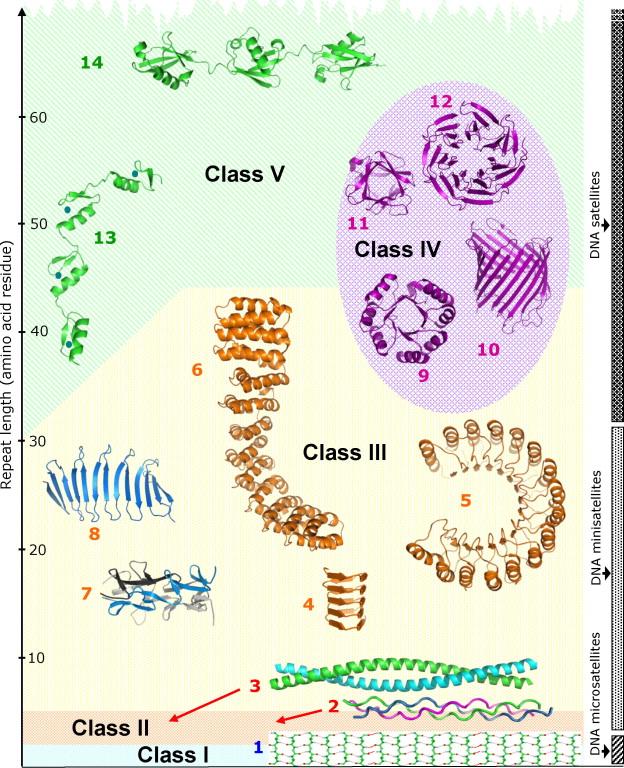 14
60
12
Class V
DNA satellites
50
11
13
Class IV
Repeat length (amino acid residue)
40
6
10
9
30
Class III
5
8
DNA minisatellites
20
7
4
10
3
2
DNA microsatellites
Class II
Class I
1